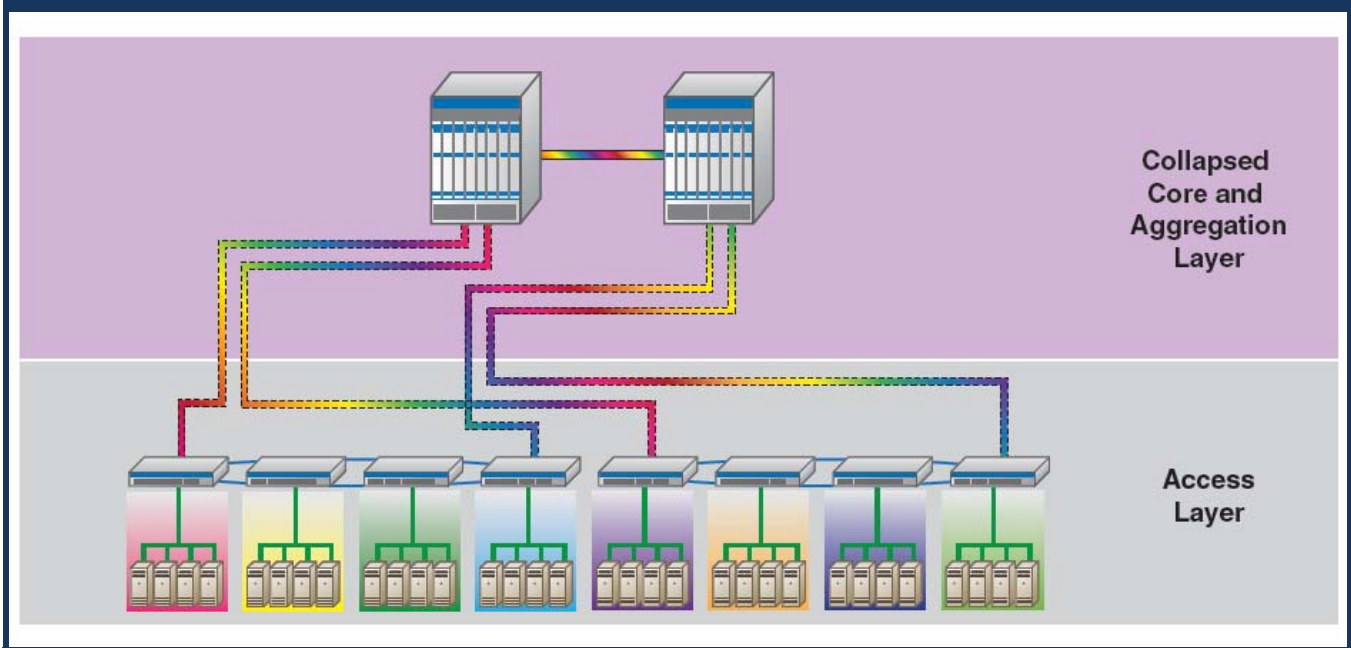 Collapsed
Core and
Aggregation
Layer
Access
Layer